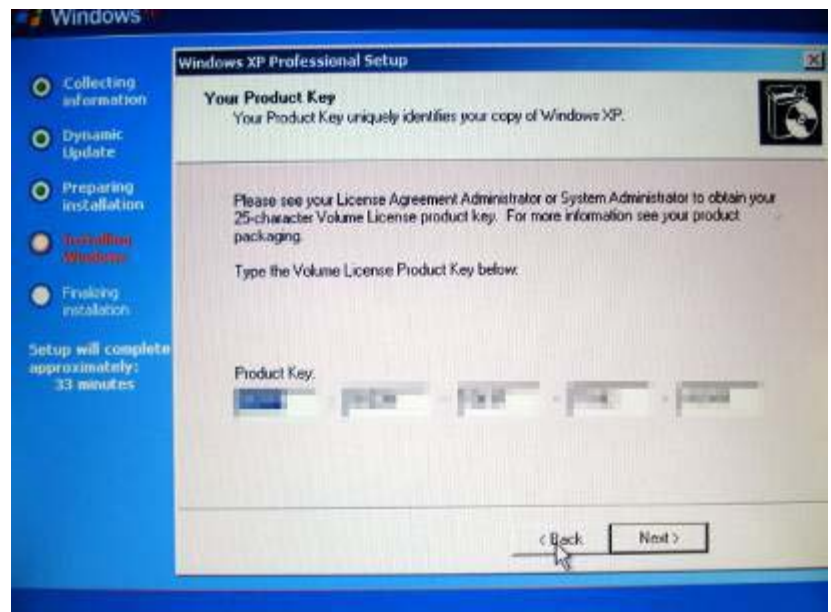 Windows
Collecting
information
Dynamic
Update
Preparing
installation
Installing
Windows
Finalizing
installation
Setup will complete
approximately:
33 minutes
Windows XP Professional Setup
Your Product Key
Your Product Key uniquely identifies your copy of Windows XP.
Please see your License Agreement Administrator or System Administrator to obtain your
25-character Volume License product key. For more information see your product
packaging.
Type the Volume License Product Key below:
Product Key:
< Back
Next >